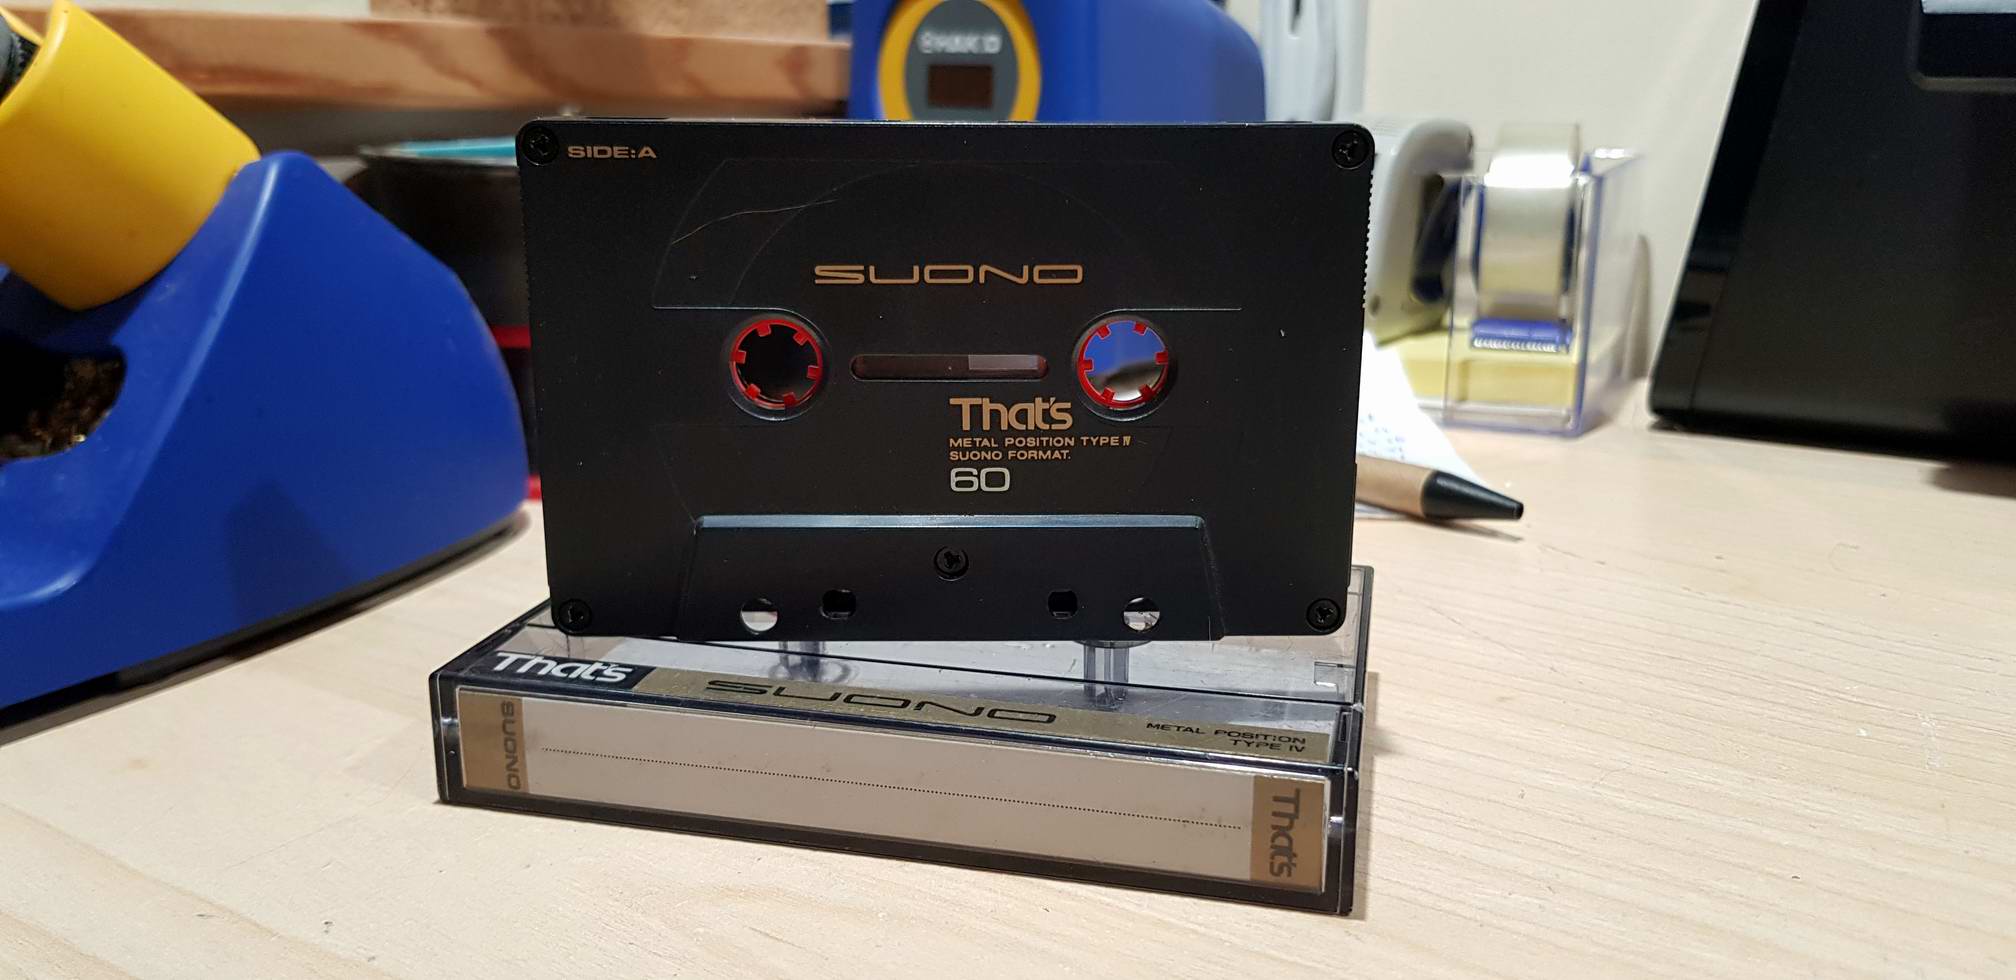 HAKKO
SIDE:A
SUONO
That's
METAL POSITION TYPE IV
SUONO FORMAT.
60
That's
SUONO
METAL POSITION
TYPE IV
SUONO
That's